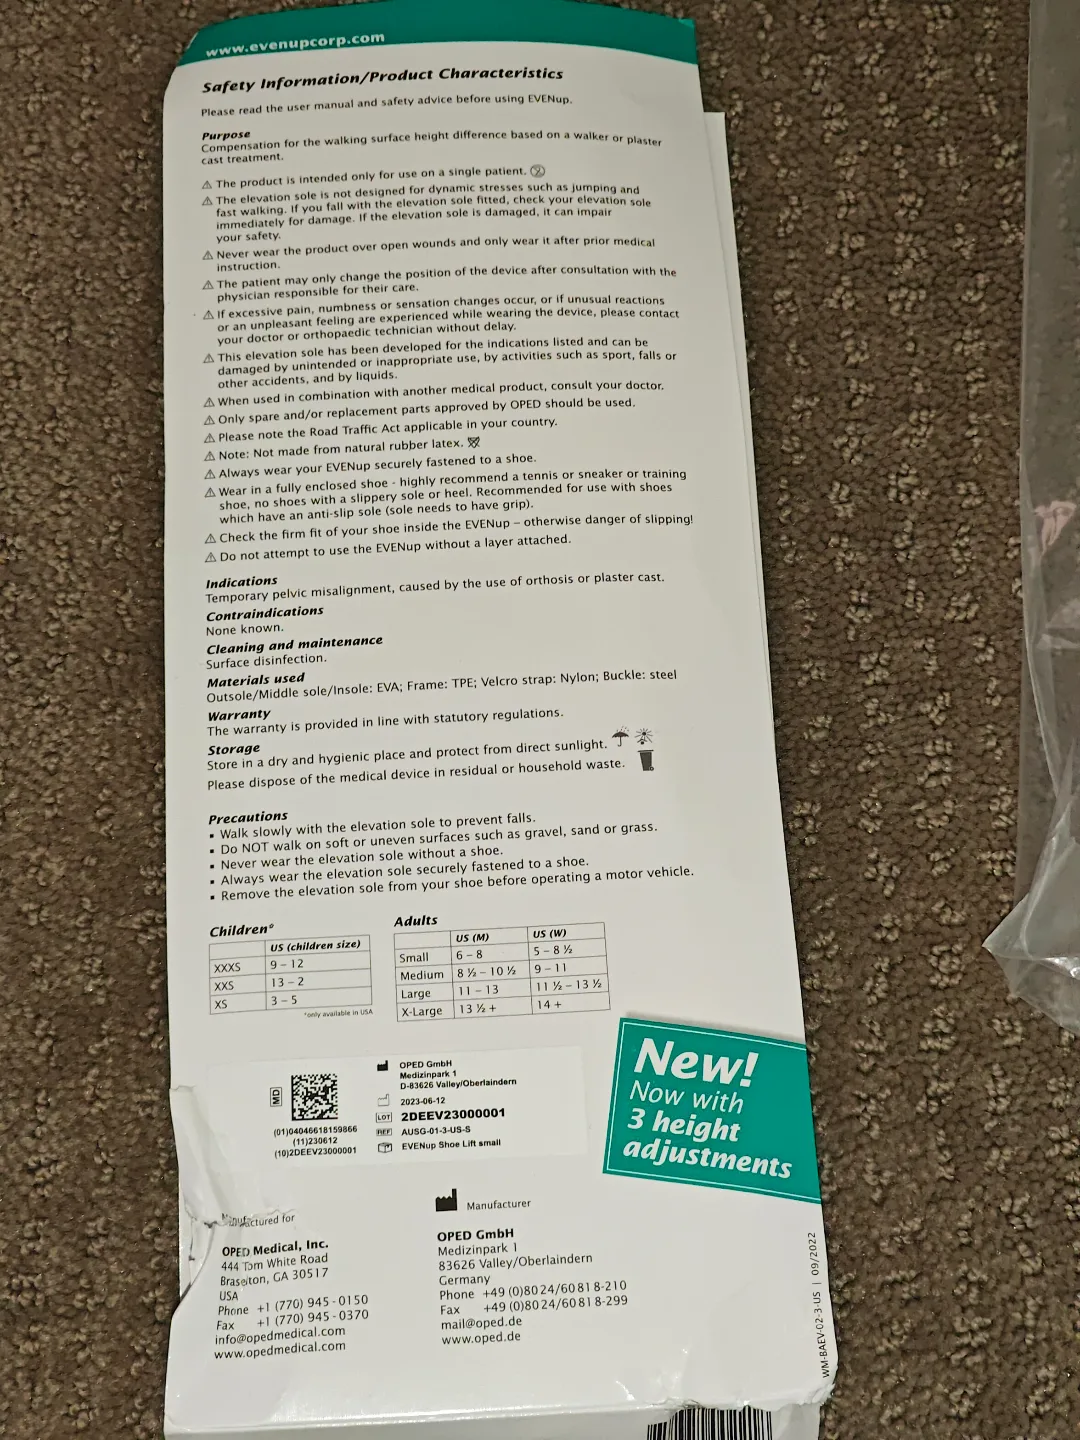 www.evenupcorp.com
Safety Information/Product Characteristics
Please read the user manual and safety advice before using EVENup.
Purpose
Compensation for the walking surface height difference based on a walker or plaster
cast treatment.
⚠ The product is intended only for use on a single patient.
⚠ The elevation sole is not designed for dynamic stresses such as jumping and
fast walking. If you fall with the elevation sole fitted, check your elevation sole
immediately for damage. If the elevation sole is damaged, it can impair
your safety.
⚠ Never wear the product over open wounds and only wear it after prior medical
instruction.
⚠ The patient may only change the position of the device after consultation with the
physician responsible for their care.
⚠ If excessive pain, numbness or sensation changes occur, or if unusual reactions
or an unpleasant feeling are experienced while wearing the device, please contact
your doctor or orthopaedic technician without delay.
⚠ This elevation sole has been developed for the indications listed and can be
damaged by unintended or inappropriate use, by activities such as sport, falls or
other accidents, and by liquids.
⚠ When used in combination with another medical product, consult your doctor.
⚠ Only spare and/or replacement parts approved by OPED should be used.
⚠ Please note the Road Traffic Act applicable in your country.
⚠ Note: Not made from natural rubber latex.
⚠ Always wear your EVENup securely fastened to a shoe.
⚠ Wear in a fully enclosed shoe - highly recommend a tennis or sneaker or training
shoe, no shoes with a slippery sole or heel. Recommended for use with shoes
which have an anti-slip sole (sole needs to have grip).
⚠ Check the firm fit of your shoe inside the EVENup – otherwise danger of slipping!
⚠ Do not attempt to use the EVENup without a layer attached.
Indications
Temporary pelvic misalignment, caused by the use of orthosis or plaster cast.
Contraindications
None known.
Cleaning and maintenance
Surface disinfection.
Materials used
Outsole/Middle sole/Insole: EVA; Frame: TPE; Velcro strap: Nylon; Buckle: steel
Warranty
The warranty is provided in line with statutory regulations.
Storage
Store in a dry and hygienic place and protect from direct sunlight.
Please dispose of the medical device in residual or household waste.
Precautions
▪ Walk slowly with the elevation sole to prevent falls.
▪ Do NOT walk on soft or uneven surfaces such as gravel, sand or grass.
▪ Never wear the elevation sole without a shoe.
▪ Always wear the elevation sole securely fastened to a shoe.
▪ Remove the elevation sole from your shoe before operating a motor vehicle.
Children*
US (children size)
XXXS 9 – 12
XXS 13 – 2
XS 3 – 5
*only available in USA
Adults
US (M) US (W)
Small 6 – 8 5 – 8 ½
Medium 8 ½ – 10 ½ 9 – 11
Large 11 – 13 11 ½ – 13 ½
X-Large 13 ½ + 14 +
New!
Now with
3 height
adjustments
MD
(01)04046618159866
(11)230612
(10)2DEEV23000001
OPED GmbH
Medizinpark 1
D-83626 Valley/Oberlaindern
2023-06-12
LOT 2DEEV23000001
REF AUSG-01-3-US-S
EVENup Shoe Lift small
Manufactured for
OPED Medical, Inc.
444 Tom White Road
Braselton, GA 30517
USA
Phone +1 (770) 945-0150
Fax +1 (770) 945-0370
info@opedmedical.com
www.opedmedical.com
Manufacturer
OPED GmbH
Medizinpark 1
83626 Valley/Oberlaindern
Germany
Phone +49 (0)80 24/60 81 8-210
Fax +49 (0)80 24/60 81 8-299
mail@oped.de
www.oped.de
WM-BAEV-02-3-US | 09/2022